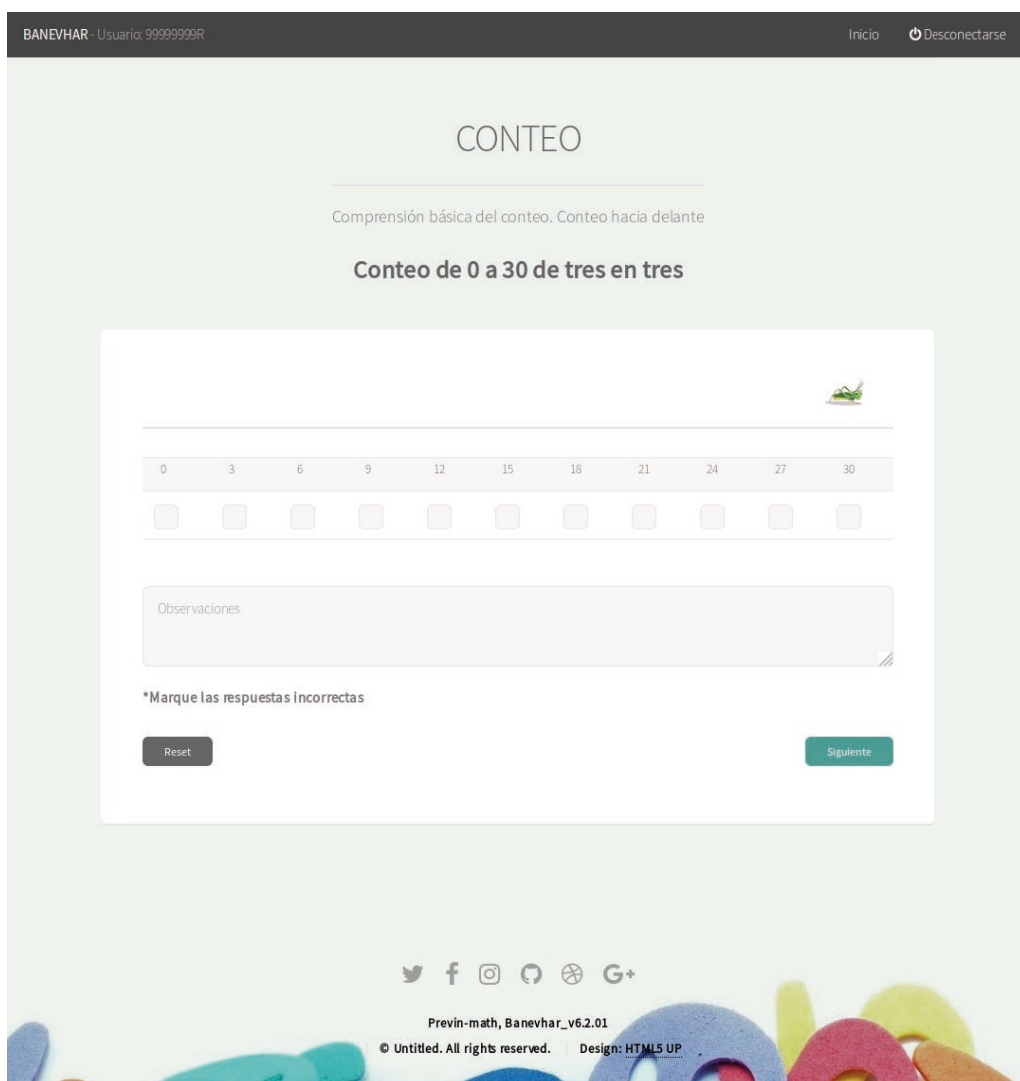 BANEVHAR - Usuario: 99999999R Inicio Desconectarse
CONTEO
Comprensión básica del conteo. Conteo hacia delante
Conteo de 0 a 30 de tres en tres
0 3 6 9 12 15 18 21 24 27 30
Observaciones
*Marque las respuestas incorrectas
Reset Siguiente
Previn-math, Banevhar_v6.2.01
© Untitled. All rights reserved. Design: HTML5 UP